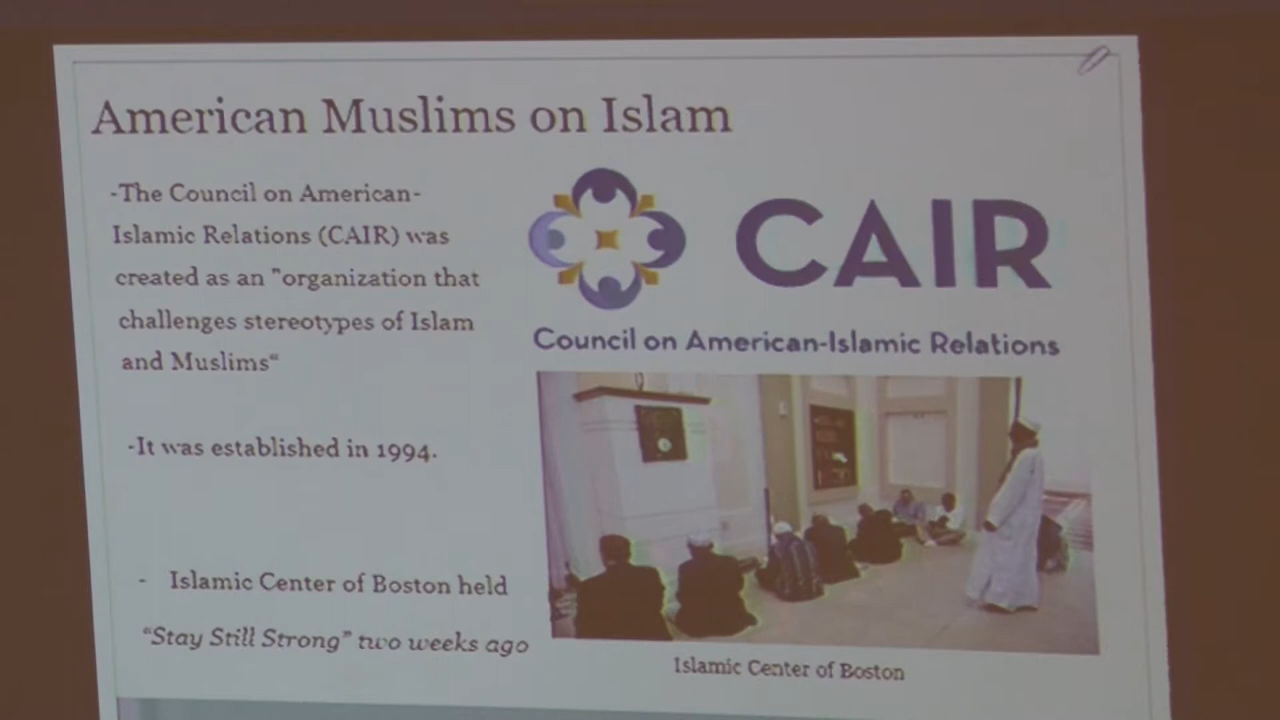 American Muslims on Islam
-The Council on American-
Islamic Relations (CAIR) was
created as an "organization that
challenges stereotypes of Islam
and Muslims“
-It was established in 1994.
- Islamic Center of Boston held
“Stay Still Strong” two weeks ago
CAIR
Council on American-Islamic Relations
Islamic Center of Boston